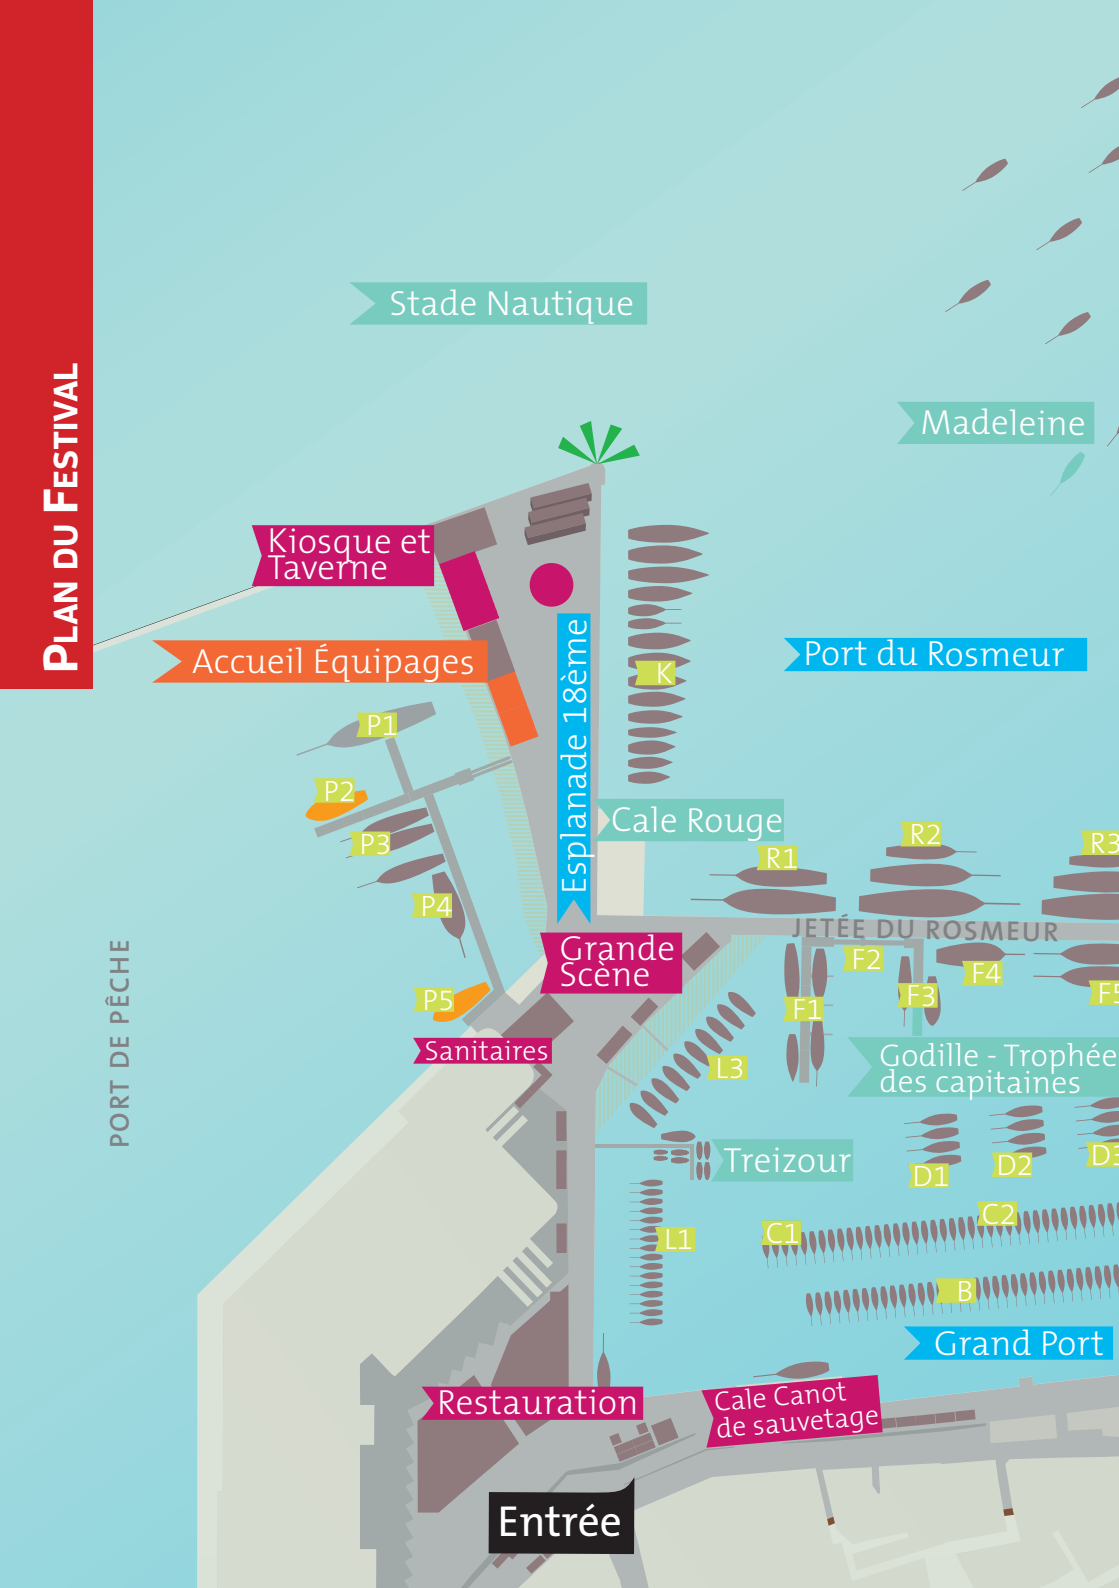 PLAN DU FESTIVAL
Stade Nautique
Madeleine
Kiosque et
Taverne
Accueil Équipages
Port du Rosmeur
Esplanade 18ème
K
P1
P2
P3
P4
P5
Cale Rouge
R1
R2
R3
JETÉE DU ROSMEUR
Grande
Scène
F1
F2
F3
F4
F5
PORT DE PÊCHE
Sanitaires
L3
Godille - Trophée
des capitaines
Treizour
D1
D2
D3
L1
C1
C2
B
Grand Port
Restauration
Cale Canot
de sauvetage
Entrée